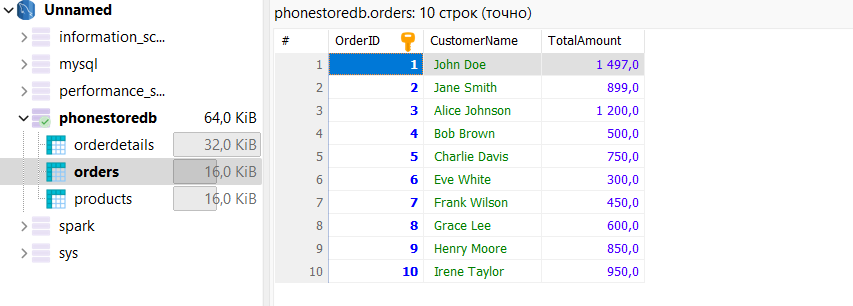 Unnamed
information_sc...
mysql
performance_s...
phonestoredb 64,0 KiB
orderdetails 32,0 KiB
orders 16,0 KiB
products 16,0 KiB
spark
sys
phonestoredb.orders: 10 строк (точно)
# OrderID CustomerName TotalAmount
1 1 John Doe 1 497,0
2 2 Jane Smith 899,0
3 3 Alice Johnson 1 200,0
4 4 Bob Brown 500,0
5 5 Charlie Davis 750,0
6 6 Eve White 300,0
7 7 Frank Wilson 450,0
8 8 Grace Lee 600,0
9 9 Henry Moore 850,0
10 10 Irene Taylor 950,0